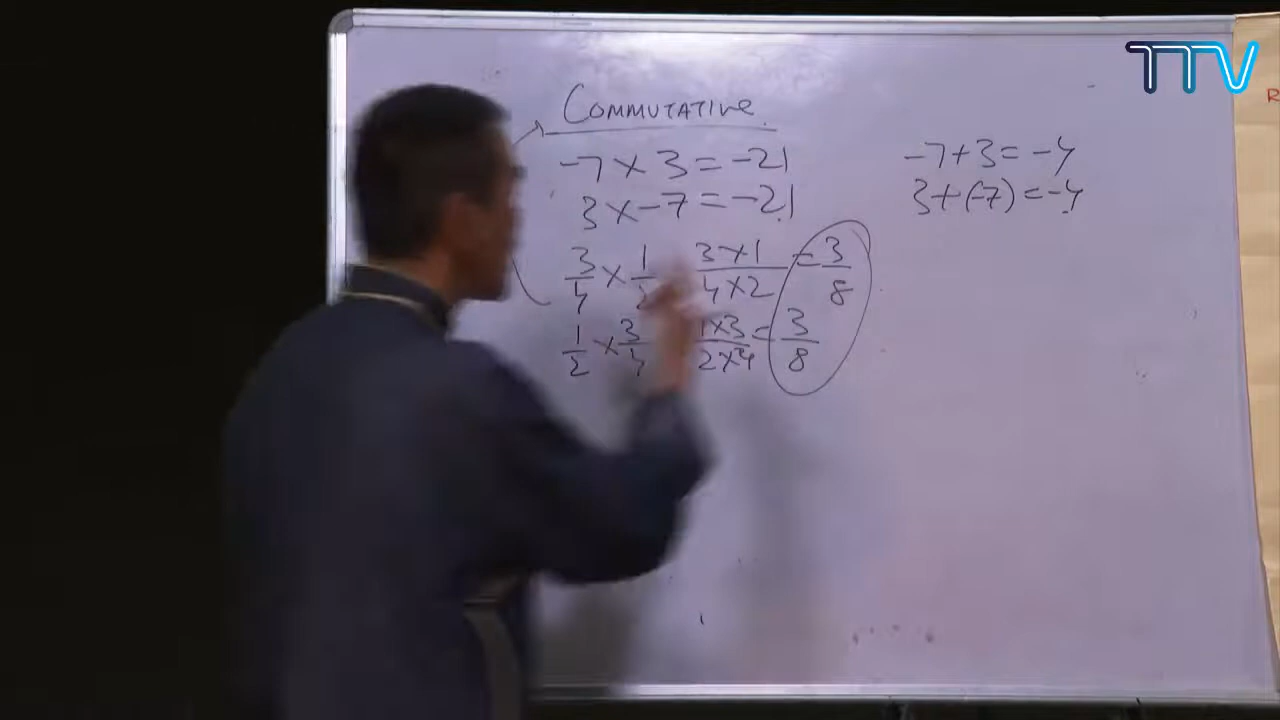 TTV
R
COMMUTATIVE
-7 × 3 = -21
3 × -7 = -21
3/4 × 1/2 3×1/4×2 = 3/8
1/2 × 3/4 1×3/2×4 = 3/8
-7+3 = -4
3+(-7) = -4